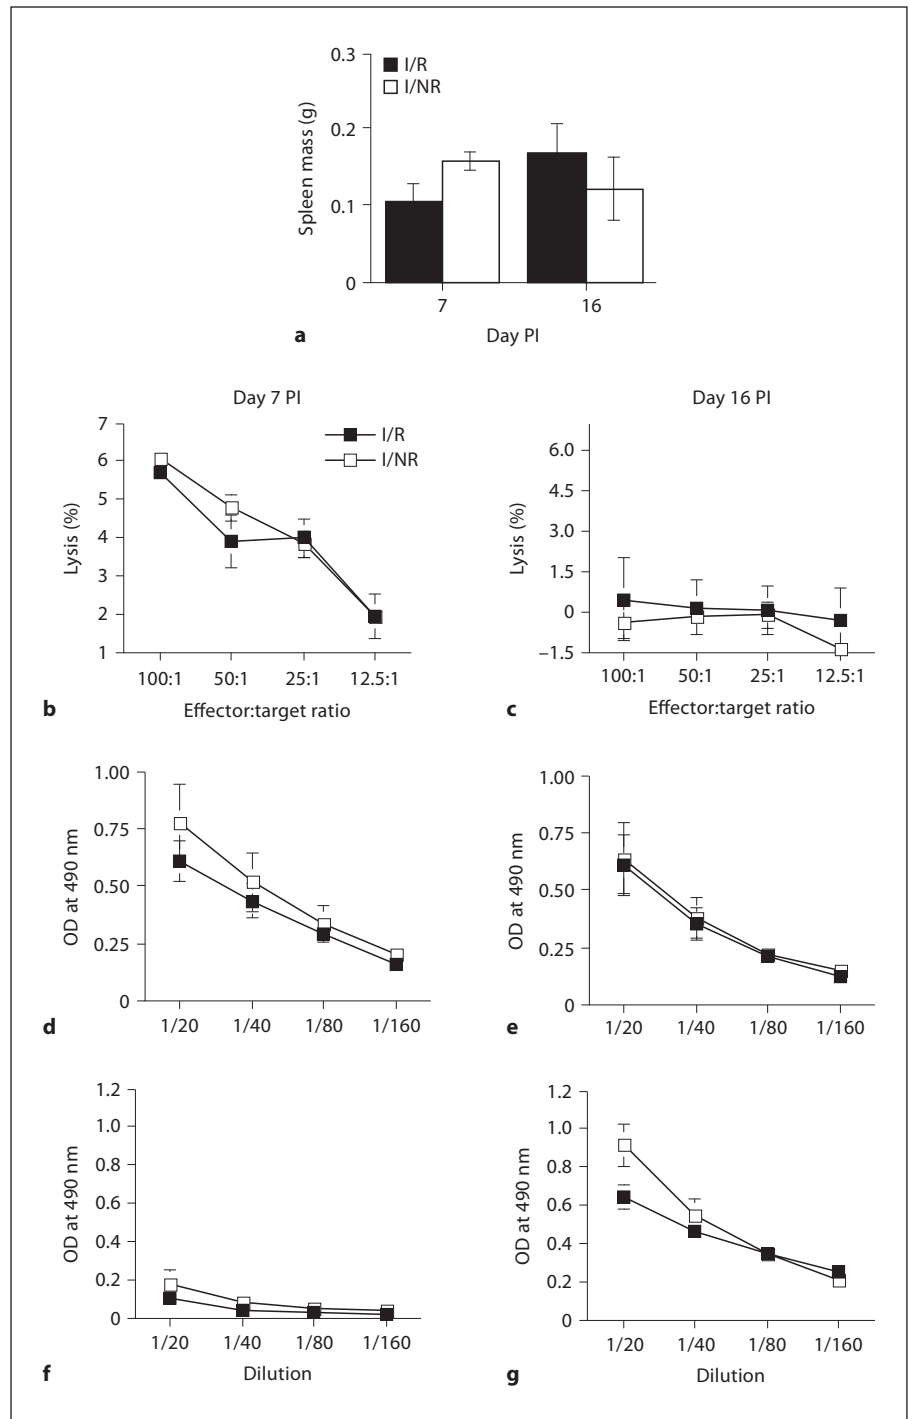 0.3
I/R
I/NR
0.2
0.1
0
Spleen mass (g)
7
16
a
Day PI
Day 7 PI
Day 16 PI
7
6
5
4
3
2
1
Lysis (%)
I/R
I/NR
100:1
50:1
25:1
12.5:1
b
Effector:target ratio
6.0
4.5
3.0
1.5
0
–1.5
Lysis (%)
100:1
50:1
25:1
12.5:1
c
Effector:target ratio
1.00
0.75
0.50
0.25
0
OD at 490 nm
1/20
1/40
1/80
1/160
d
1.00
0.75
0.50
0.25
0
OD at 490 nm
1/20
1/40
1/80
1/160
e
1.2
1.0
0.8
0.6
0.4
0.2
0
OD at 490 nm
1/20
1/40
1/80
1/160
f
Dilution
1.2
1.0
0.8
0.6
0.4
0.2
0
OD at 490 nm
1/20
1/40
1/80
1/160
g
Dilution